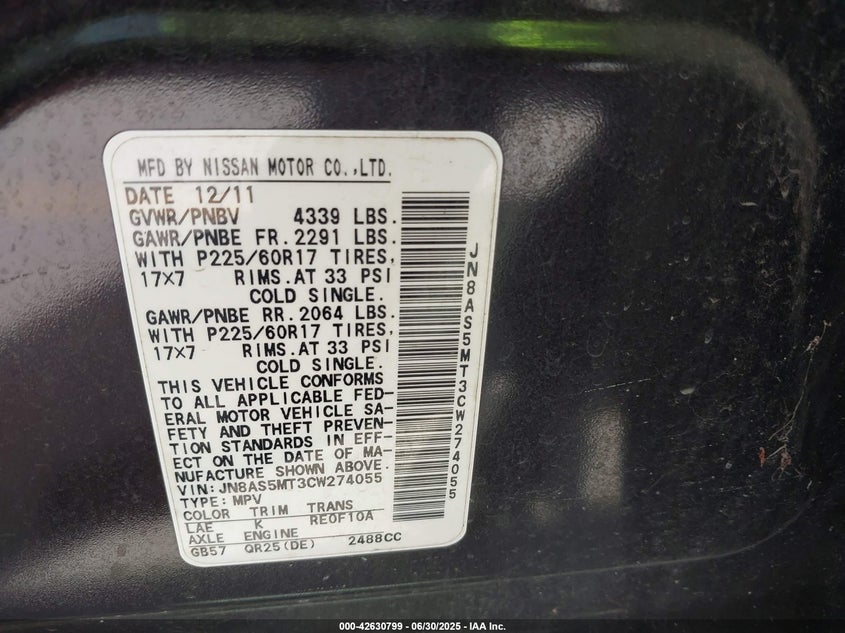 MFD BY NISSAN MOTOR CO.,LTD.
DATE 12/11
GVWR/PNBV 4339 LBS.
GAWR/PNBE FR. 2291 LBS.
WITH P225/60R17 TIRES,
17x7 RIMS.AT 33 PSI
COLD SINGLE.
GAWR/PNBE RR. 2064 LBS.
WITH P225/60R17 TIRES,
17x7 RIMS.AT 33 PSI
COLD SINGLE.
THIS VEHICLE CONFORMS
TO ALL APPLICABLE FED-
ERAL MOTOR VEHICLE SA-
FETY AND THEFT PREVEN-
TION STANDARDS IN EFF-
ECT ON THE DATE OF MA-
NUFACTURE SHOWN ABOVE.
VIN:JN8AS5MT3CW274055
TYPE:MPV
COLOR TRIM TRANS
LAE K RE0F10A
AXLE ENGINE
GB57 QR25(DE) 2488CC
JN8AS5MT3CW274055
000-42630799 - 06/30/2025 - IAA Inc.